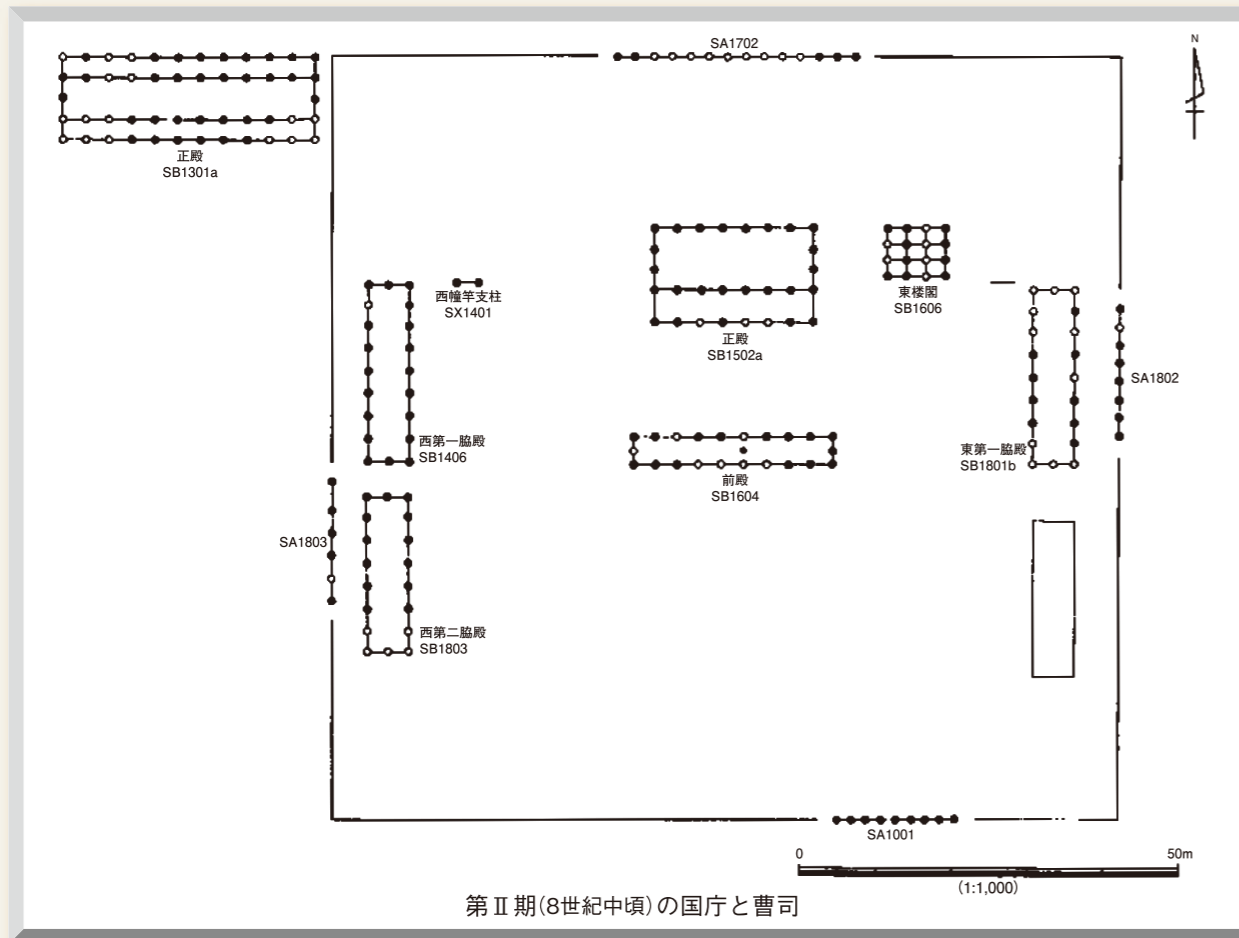 SA1702
N
正殿
SB1301a
西幢竿支柱
SX1401
東楼閣
SB1606
正殿
SB1502a
SA1802
西第一脇殿
SB1406
東第一脇殿
SB1801b
前殿
SB1604
SA1803
西第二脇殿
SB1803
SA1001
0
50m
(1:1,000)
第Ⅱ期(8世紀中頃)の国庁と曹司